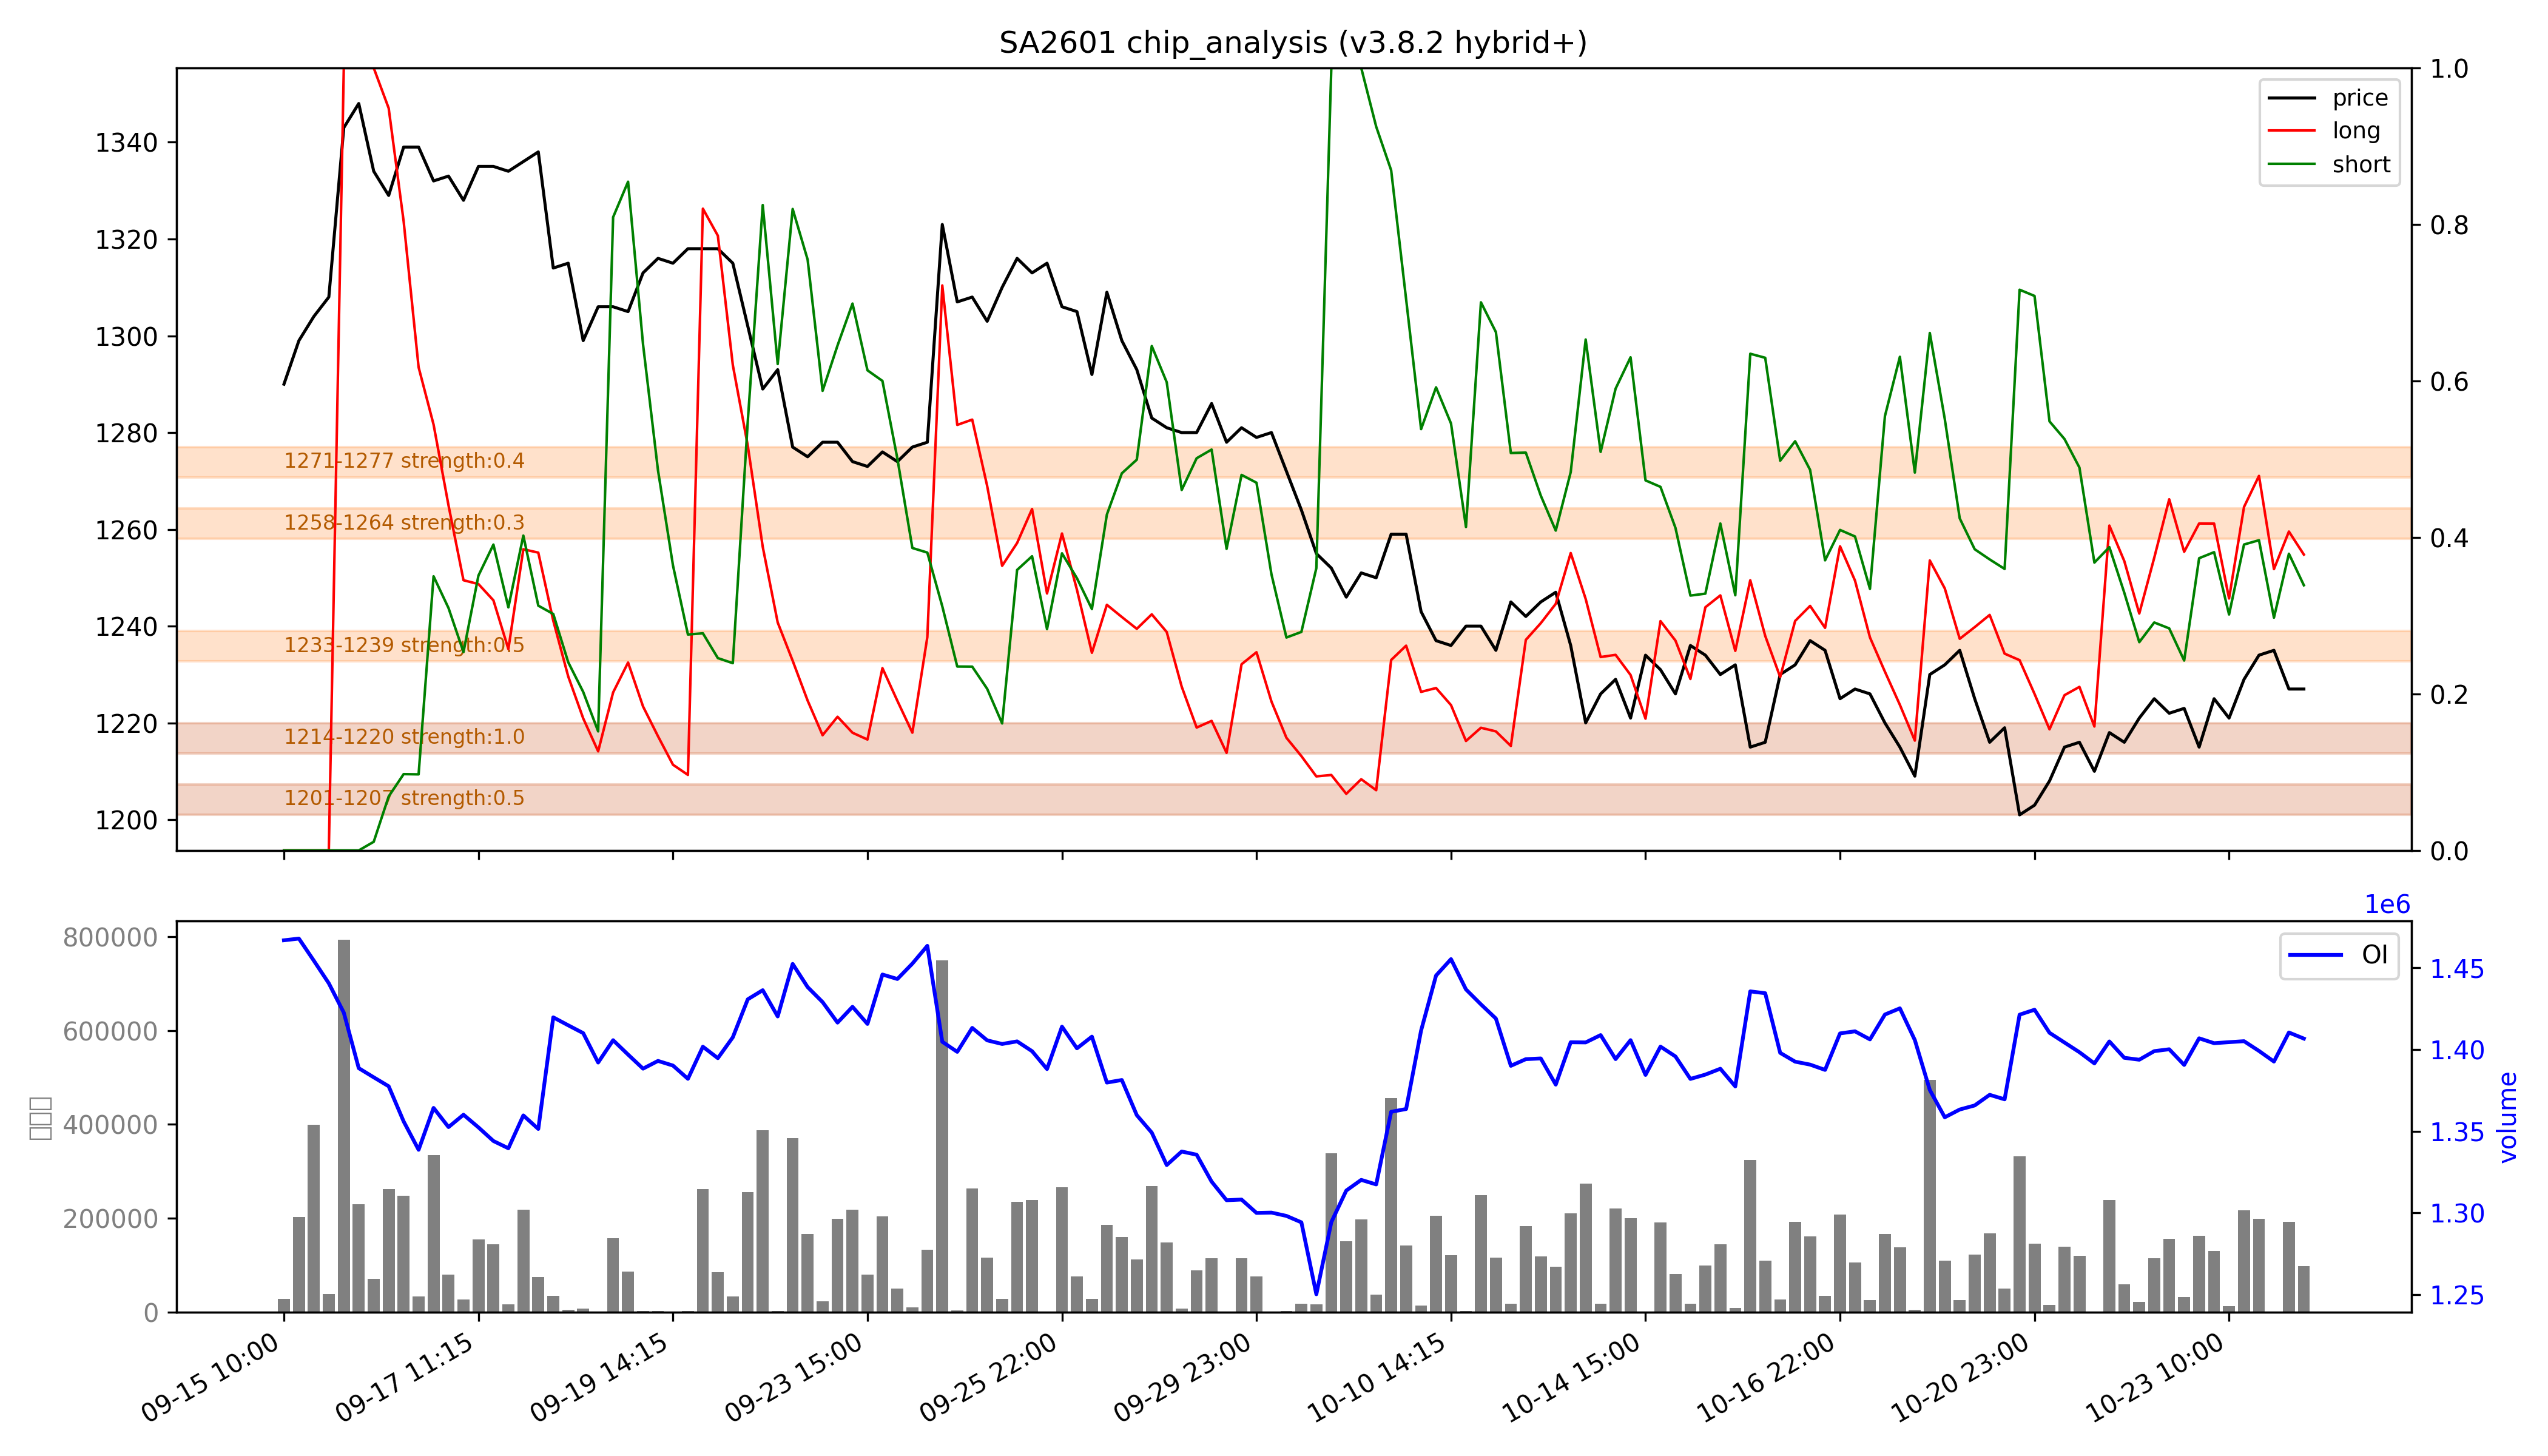 SA2601 chip_analysis (v3.8.2 hybrid+)
price
long
short
1340
1320
1300
1280
1260
1240
1220
1200
1.0
0.8
0.6
0.4
0.2
0.0
1271-1277 strength:0.4
1258-1264 strength:0.3
1233-1239 strength:0.5
1214-1220 strength:1.0
1201-1207 strength:0.5
1e6
OI
800000
600000
400000
200000
0
1.45
1.40
1.35
1.30
1.25
volume
09-15 10:00
09-17 11:15
09-19 14:15
09-23 15:00
09-25 22:00
09-29 23:00
10-10 14:15
10-14 15:00
10-16 22:00
10-20 23:00
10-23 10:00